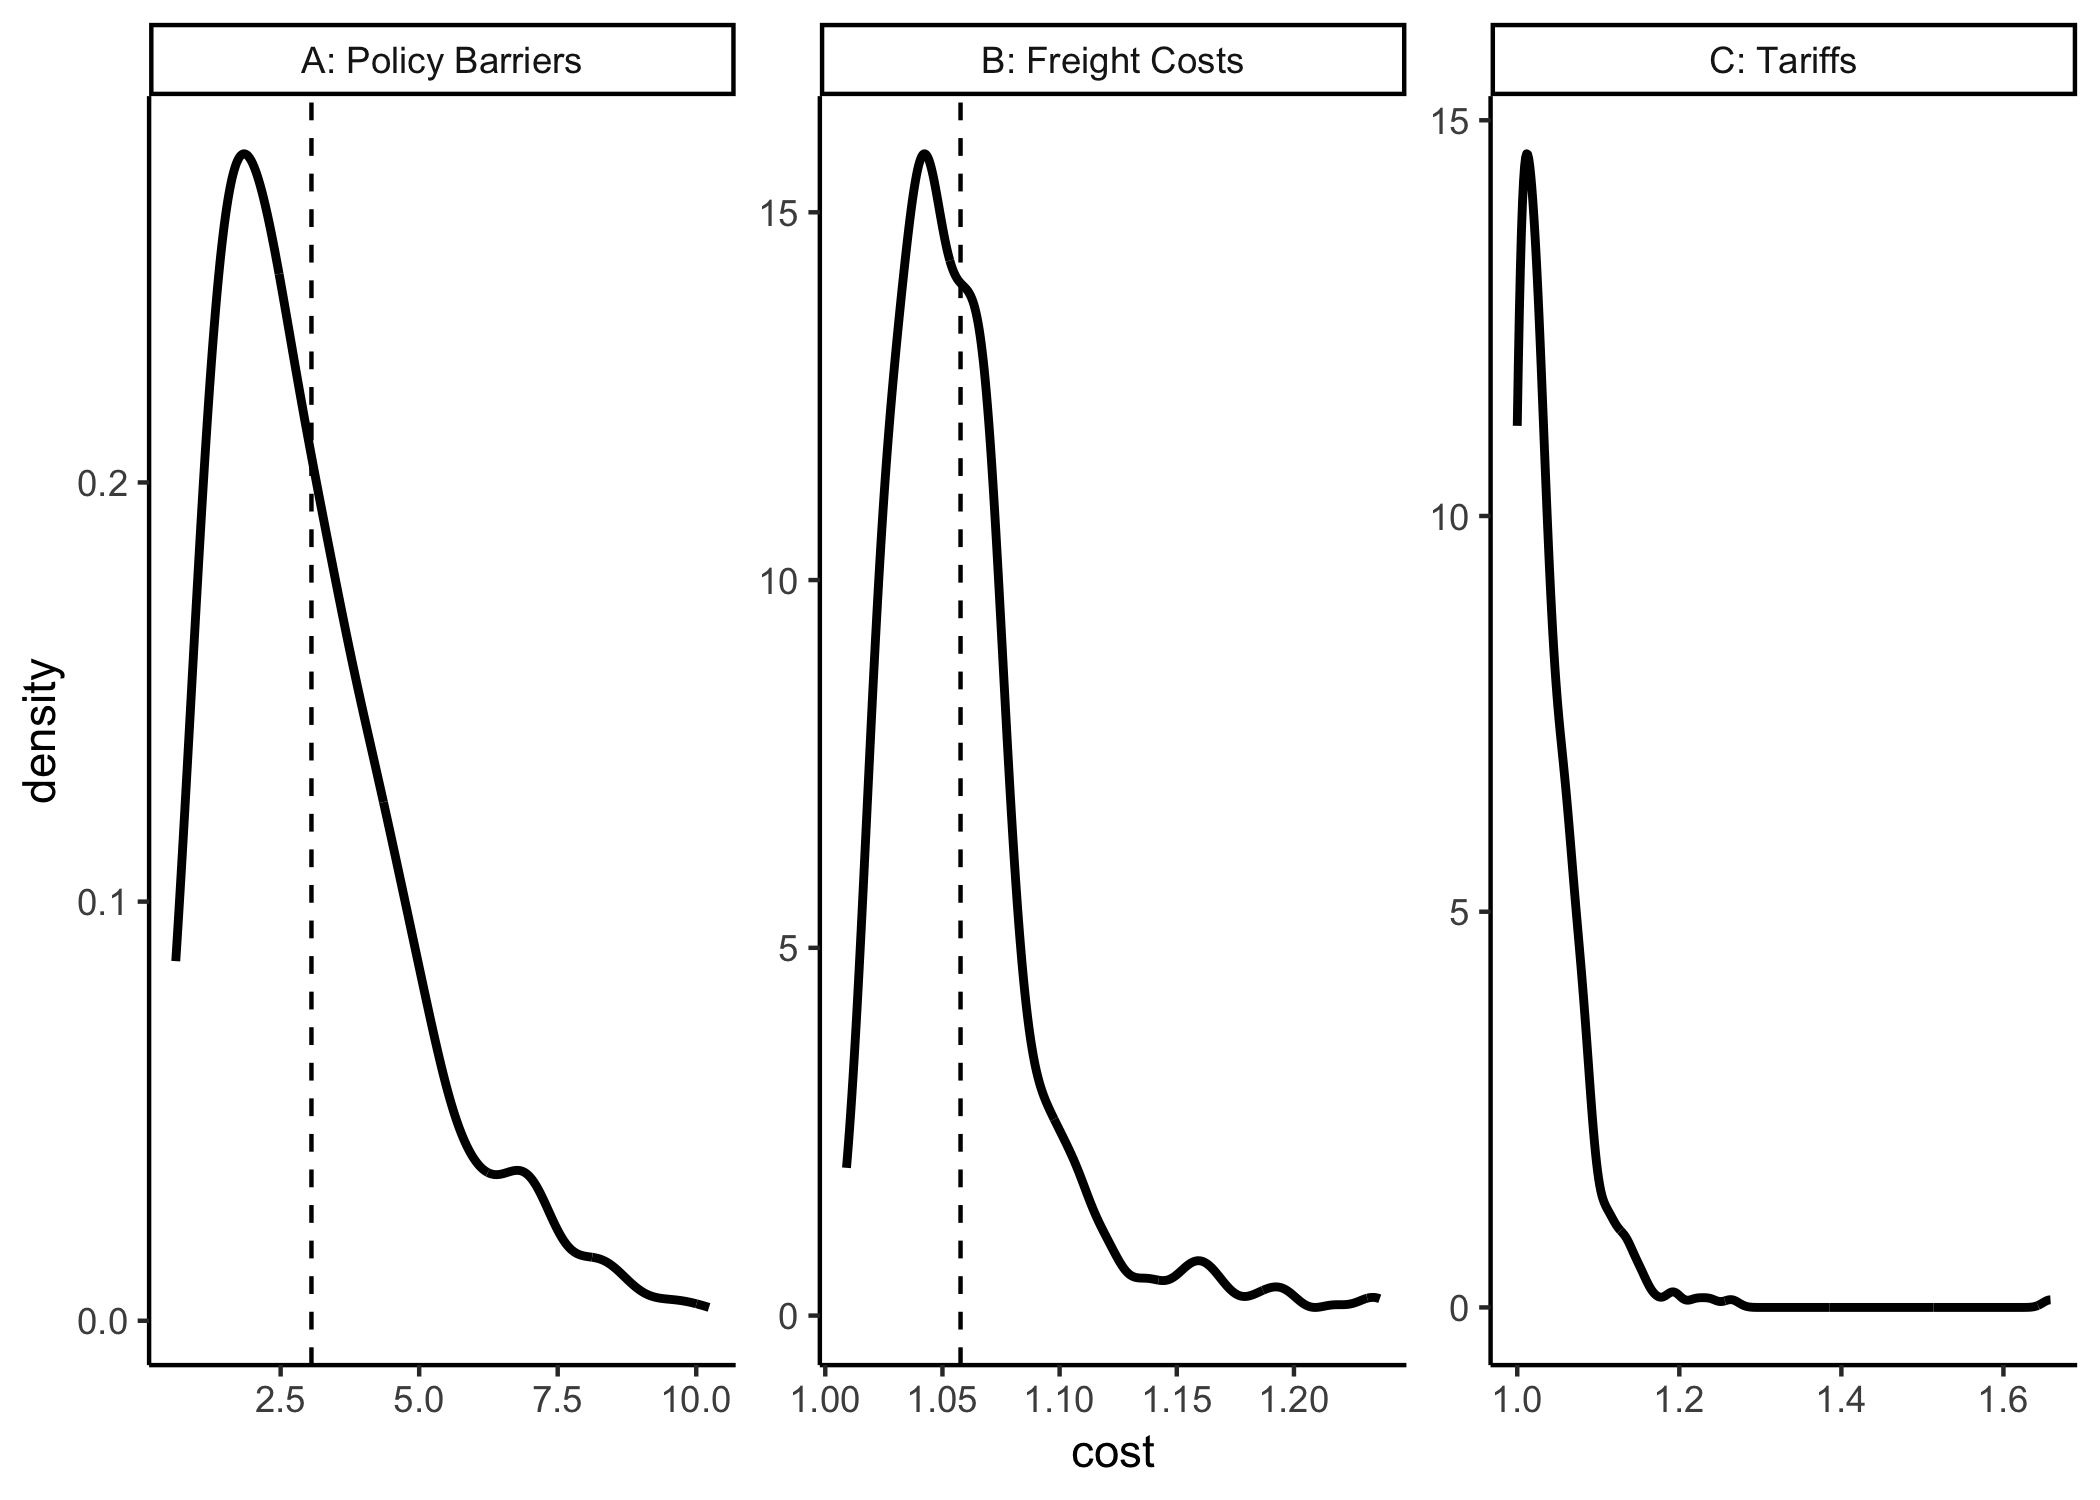 A: Policy Barriers
B: Freight Costs
C: Tariffs
density
0.2
0.1
0.0
15
10
5
0
15
10
5
0
2.5 5.0 7.5 10.0
1.00 1.05 1.10 1.15 1.20
1.0 1.2 1.4 1.6
cost